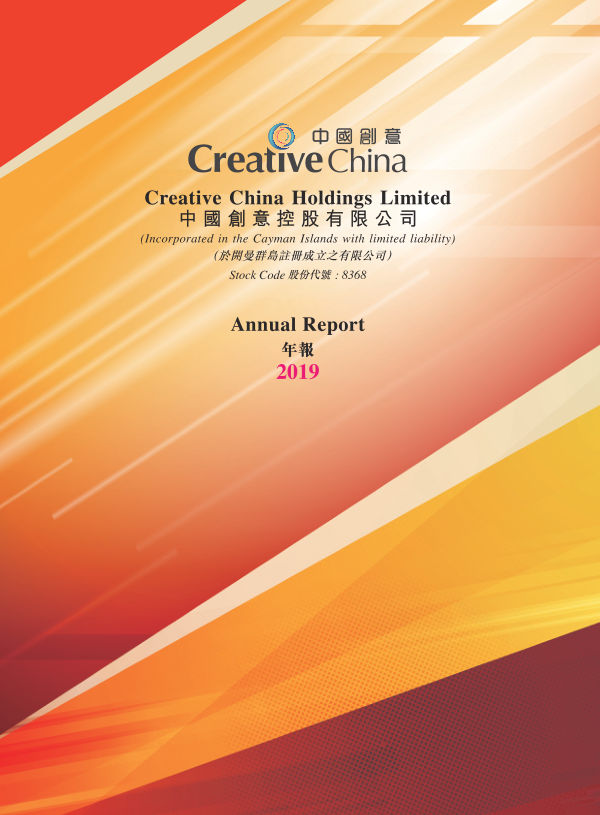 中國創意
Creative China
Creative China Holdings Limited
中國創意控股有限公司
(Incorporated in the Cayman Islands with limited liability)
(於開曼群島註冊成立之有限公司)
Stock Code 股份代號 : 8368
Annual Report
年報
2019